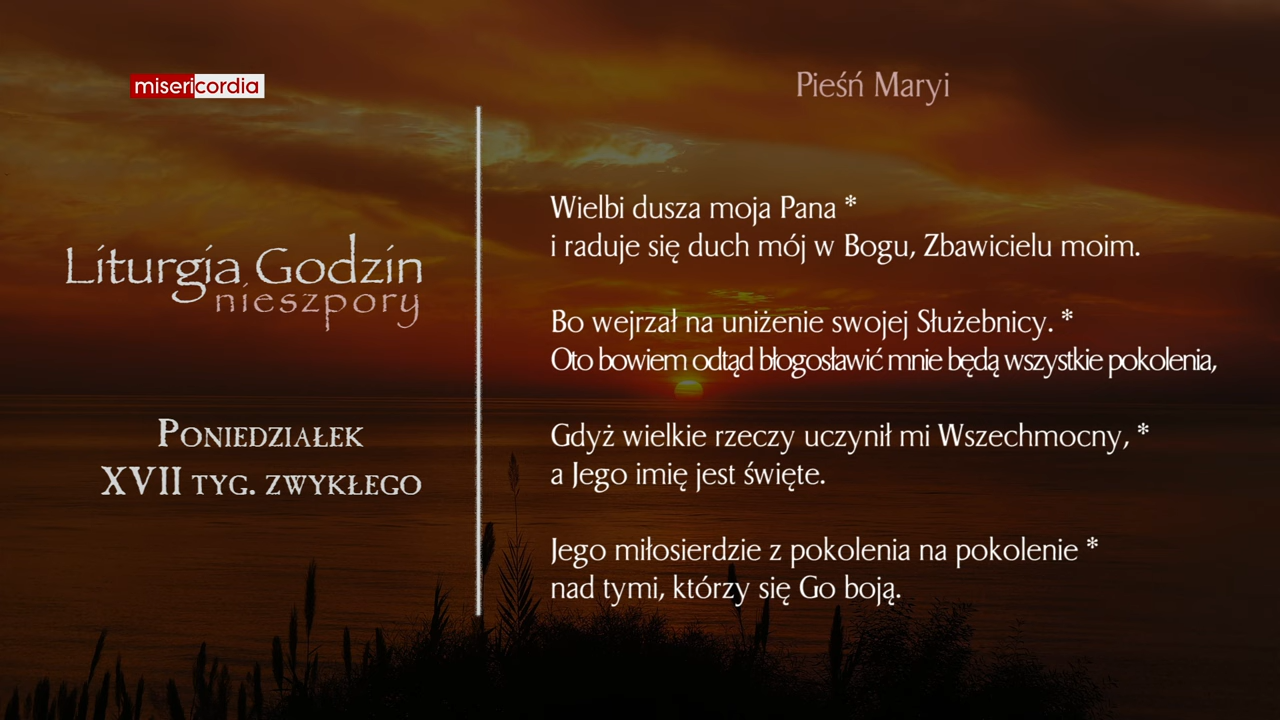 misericordia
Liturgia Godzin
nieszpory
Poniedziałek
XVII tyg. zwykłego
Pieśń Maryi
Wielbi dusza moja Pana *
i raduje się duch mój w Bogu, Zbawicielu moim.
Bo wejrzał na uniżenie swojej Służebnicy. *
Oto bowiem odtąd błogosławić mnie będą wszystkie pokolenia,
Gdyż wielkie rzeczy uczynił mi Wszechmocny, *
a Jego imię jest święte.
Jego miłosierdzie z pokolenia na pokolenie *
nad tymi, którzy się Go boją.